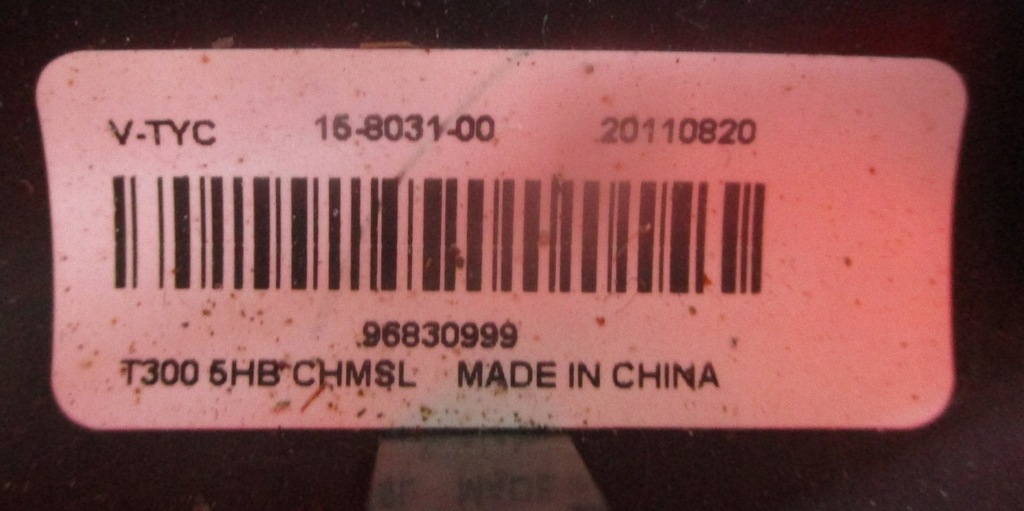 V-TYC 15-8031-00 20110820
96830999
T300 5HB CHMSL MADE IN CHINA